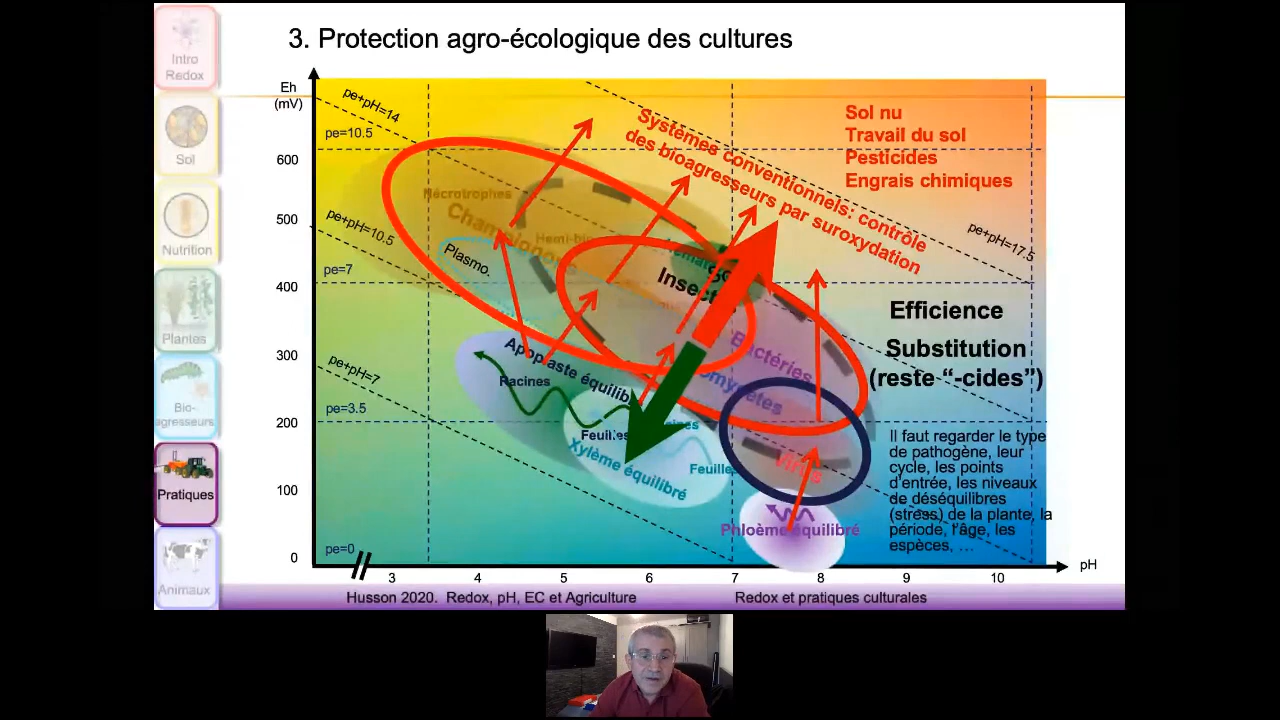 3. Protection agro-écologique des cultures
Intro
Redox
Sol
Nutrition
Plantes
Bio-
agresseurs
Pratiques
Animaux
Eh
(mV)
600
500
400
300
200
100
0
pe+pH=14
pe=10.5
pe+pH=10.5
pe=7
pe+pH=7
pe=3.5
pe=0
pe+pH=17.5
Systèmes conventionnels: contrôle
des bioagresseurs par suroxydation
Sol nu
Travail du sol
Pesticides
Engrais chimiques
Nécrotrophes
Plasmo.
Bactéries
Virus
Racines
Feuilles
Xylème équilibré
Feuilles
Phloème équilibré
Efficience
Substitution
(reste “-cides”)
Il faut regarder le type
de pathogène, leur
cycle, les points
d’entrée, les niveaux
de déséquilibres
(stress) de la plante, la
période, l’âge, les
espèces, …
3 4 5 6 7 8 9 10
pH
Husson 2020. Redox, pH, EC et Agriculture
Redox et pratiques culturales